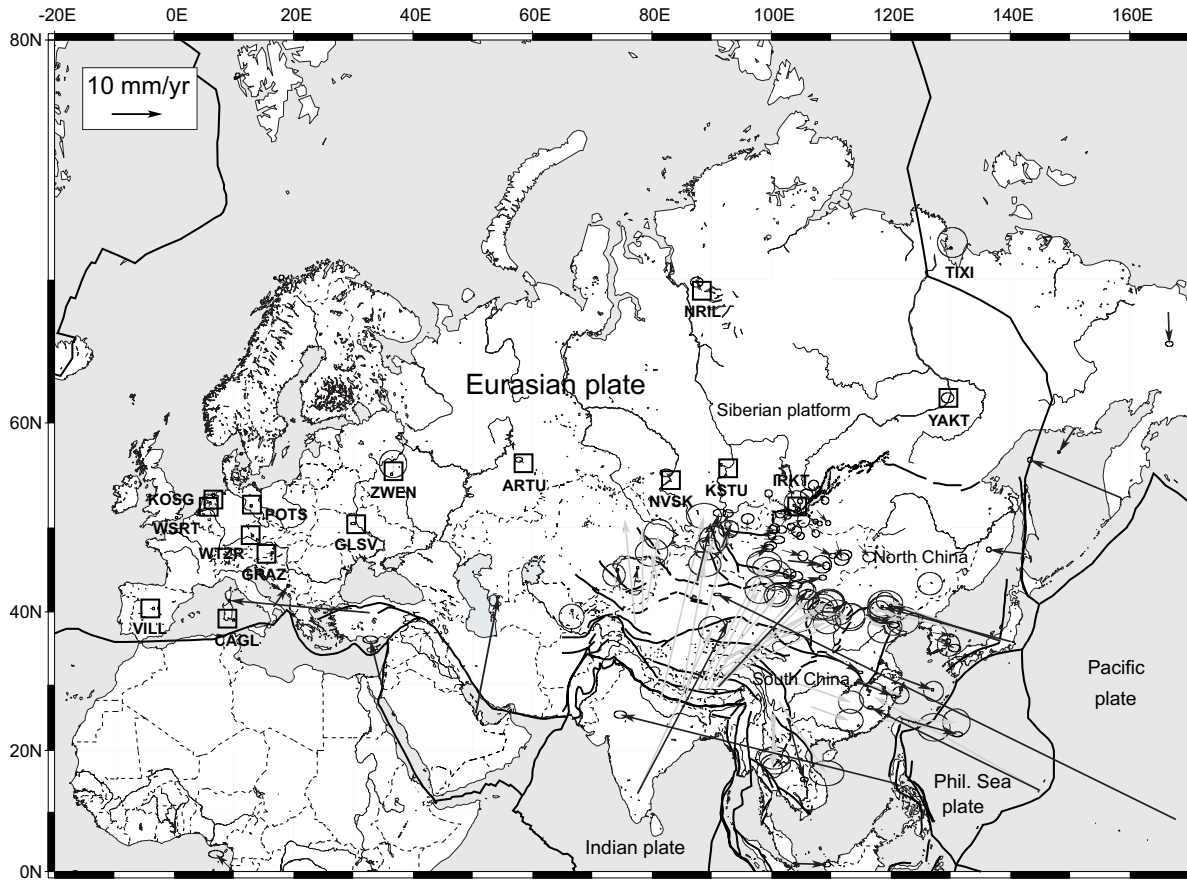 -20E 0E 20E 40E 60E 80E 100E 120E 140E 160E
80N
10 mm/yr
TIXI
NRIL
Eurasian plate
Siberian platform
60N
YAKT
ZWEN
ARTU
NVSK
KSTU
IRKT
KOSG
WSRT
POTS
GLSV
WTZR
GRAZ
North China
40N
VILL
CAGL
South China
Pacific
plate
20N
Phil. Sea
plate
Indian plate
0N